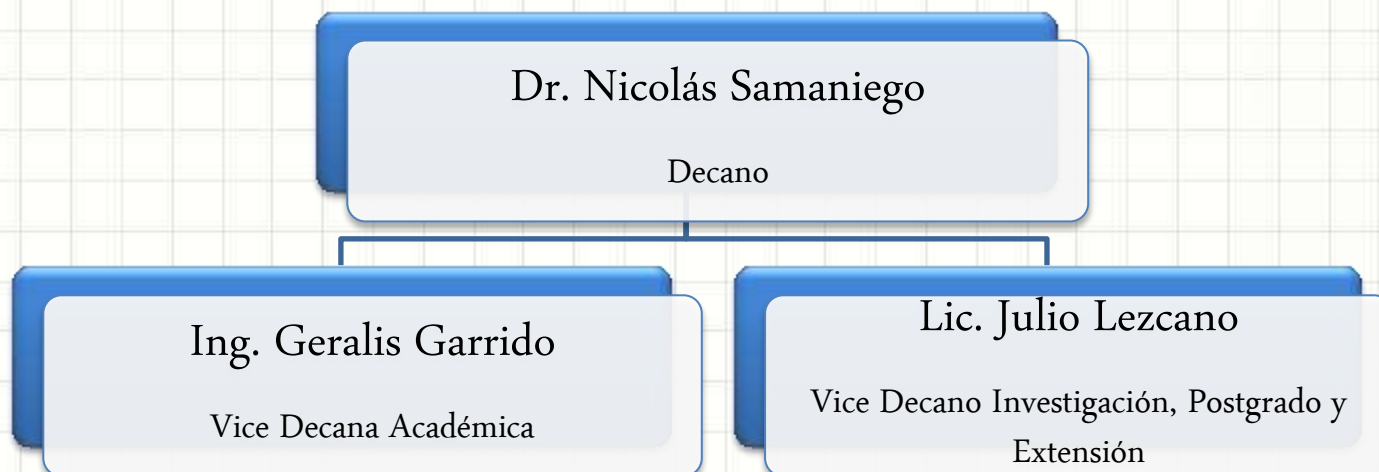 Dr. Nicolás Samaniego
Decano
Ing. Geralis Garrido
Vice Decana Académica
Lic. Julio Lezcano
Vice Decano Investigación, Postgrado y
Extensión